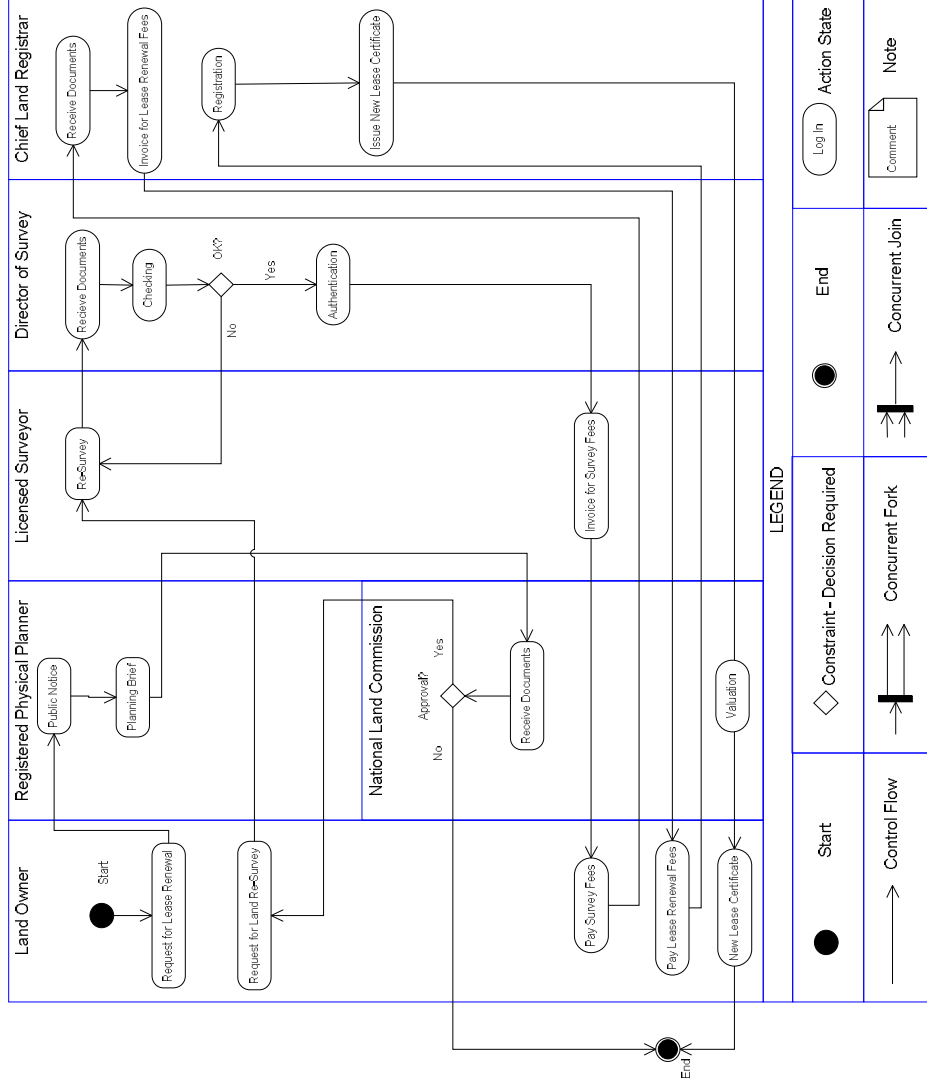 Land Owner
Registered Physical Planner
Licensed Surveyor
Director of Survey
Chief Land Registrar
Start
Request for Lease Renewal
Public Notice
Planning Brief
Request for Land Re-Survey
Re-Survey
Recieve Documents
Checking
OK?
No
Yes
Authentication
Receive Documents
Invoice for Lease Renewal Fees
Registration
Issue New Lease Certificate
National Land Commission
Approval?
No
Yes
Receive Documents
Invoice for Survey Fees
Pay Survey Fees
Pay Lease Renewal Fees
New Lease Certificate
Valuation
End
LEGEND
Start
Constraint - Decision Required
End
Log In
Action State
Control Flow
Concurrent Fork
Concurrent Join
Comment
Note